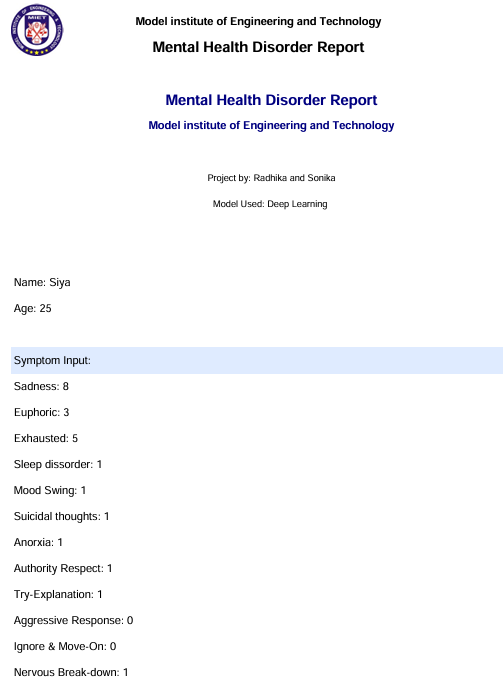 MIET
Model institute of Engineering and Technology
Mental Health Disorder Report
Mental Health Disorder Report
Model institute of Engineering and Technology
Project by: Radhika and Sonika
Model Used: Deep Learning
Name: Siya
Age: 25
Symptom Input:
Sadness: 8
Euphoric: 3
Exhausted: 5
Sleep dissorder: 1
Mood Swing: 1
Suicidal thoughts: 1
Anorxia: 1
Authority Respect: 1
Try-Explanation: 1
Aggressive Response: 0
Ignore & Move-On: 0
Nervous Break-down: 1